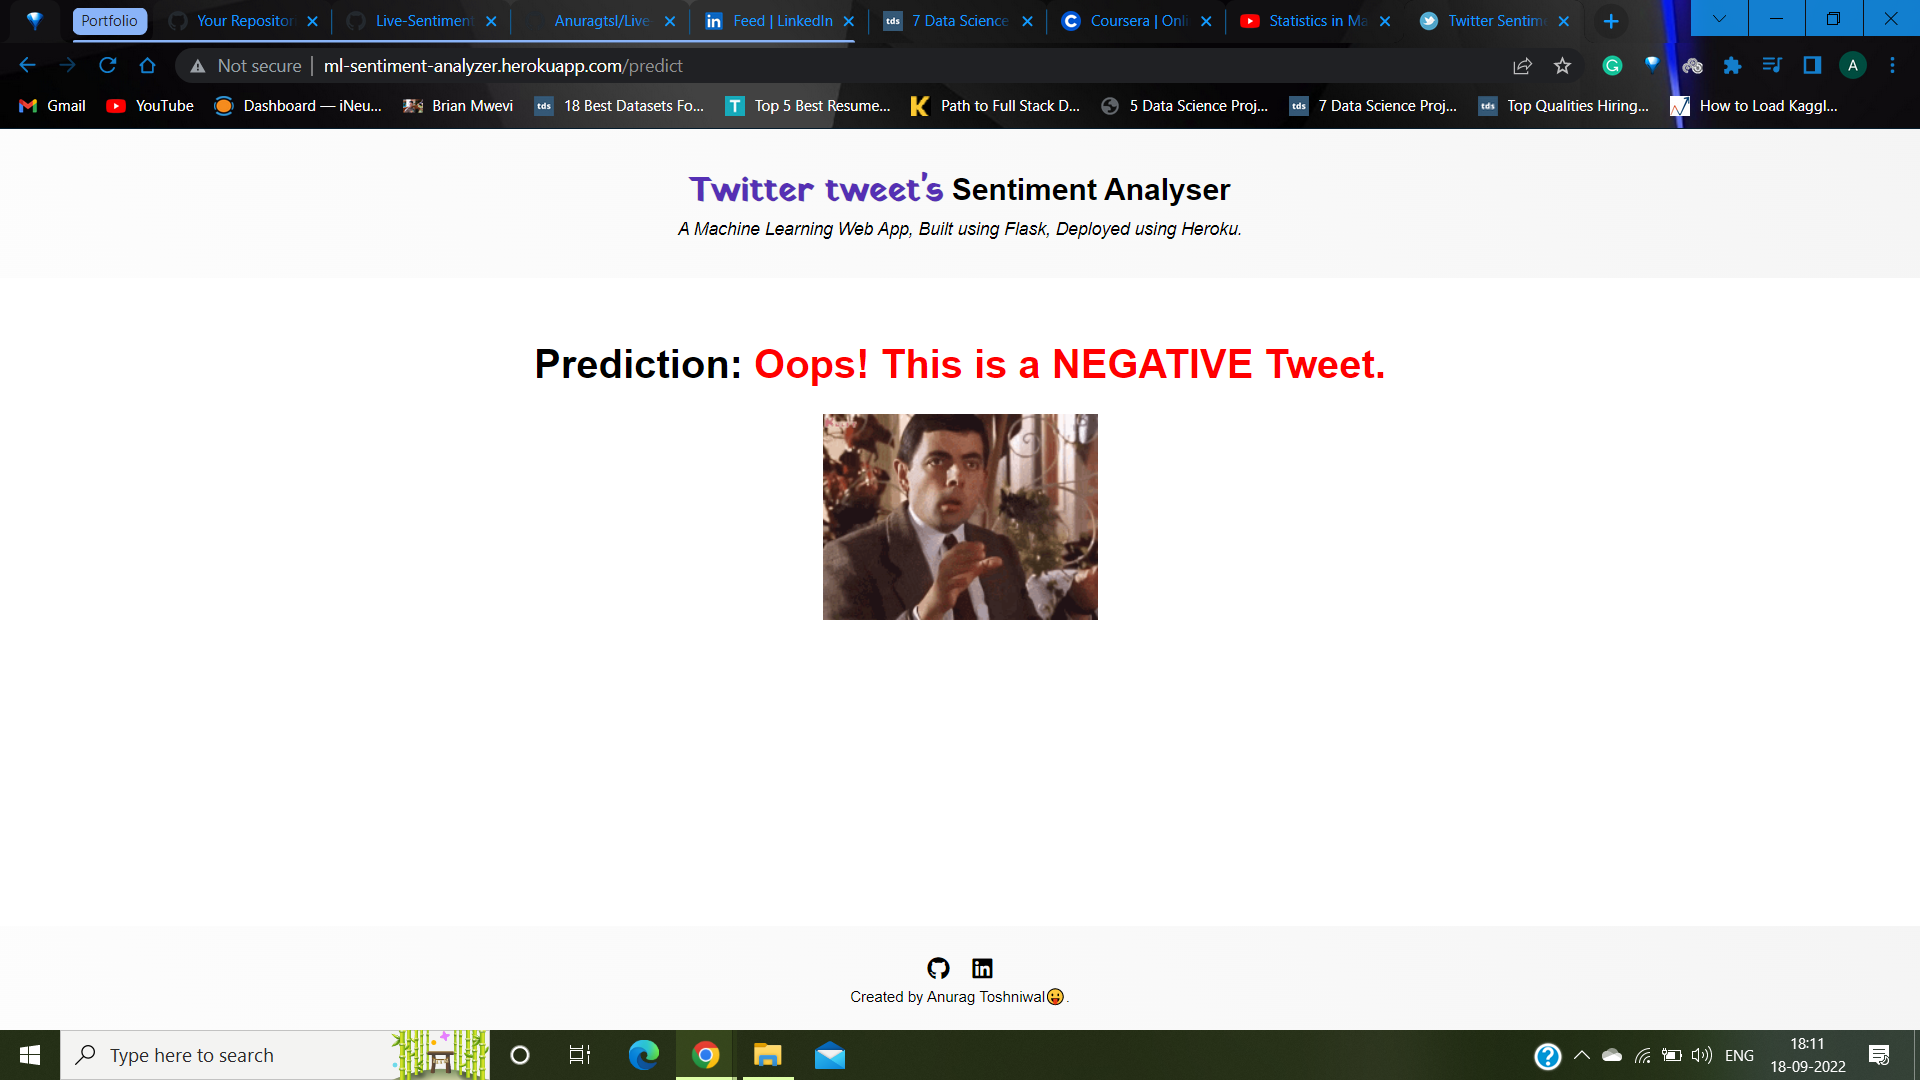 Portfolio
Your Repositor
Live-Sentiment
Anuragtsl/Live
Feed | LinkedIn
7 Data Science
Coursera | Onli
Statistics in Ma
Twitter Sentim
Not secure
ml-sentiment-analyzer.herokuapp.com/predict
A
Gmail
YouTube
Dashboard — iNeu...
Brian Mwevi
tds
18 Best Datasets Fo...
Top 5 Best Resume...
Path to Full Stack D...
5 Data Science Proj...
tds
7 Data Science Proj...
tds
Top Qualities Hiring...
How to Load Kaggl...
Twitter tweet's Sentiment Analyser
A Machine Learning Web App, Built using Flask, Deployed using Heroku.
Prediction: Oops! This is a NEGATIVE Tweet.
Created by Anurag Toshniwal😛.
Type here to search
ENG
18:11
18-09-2022